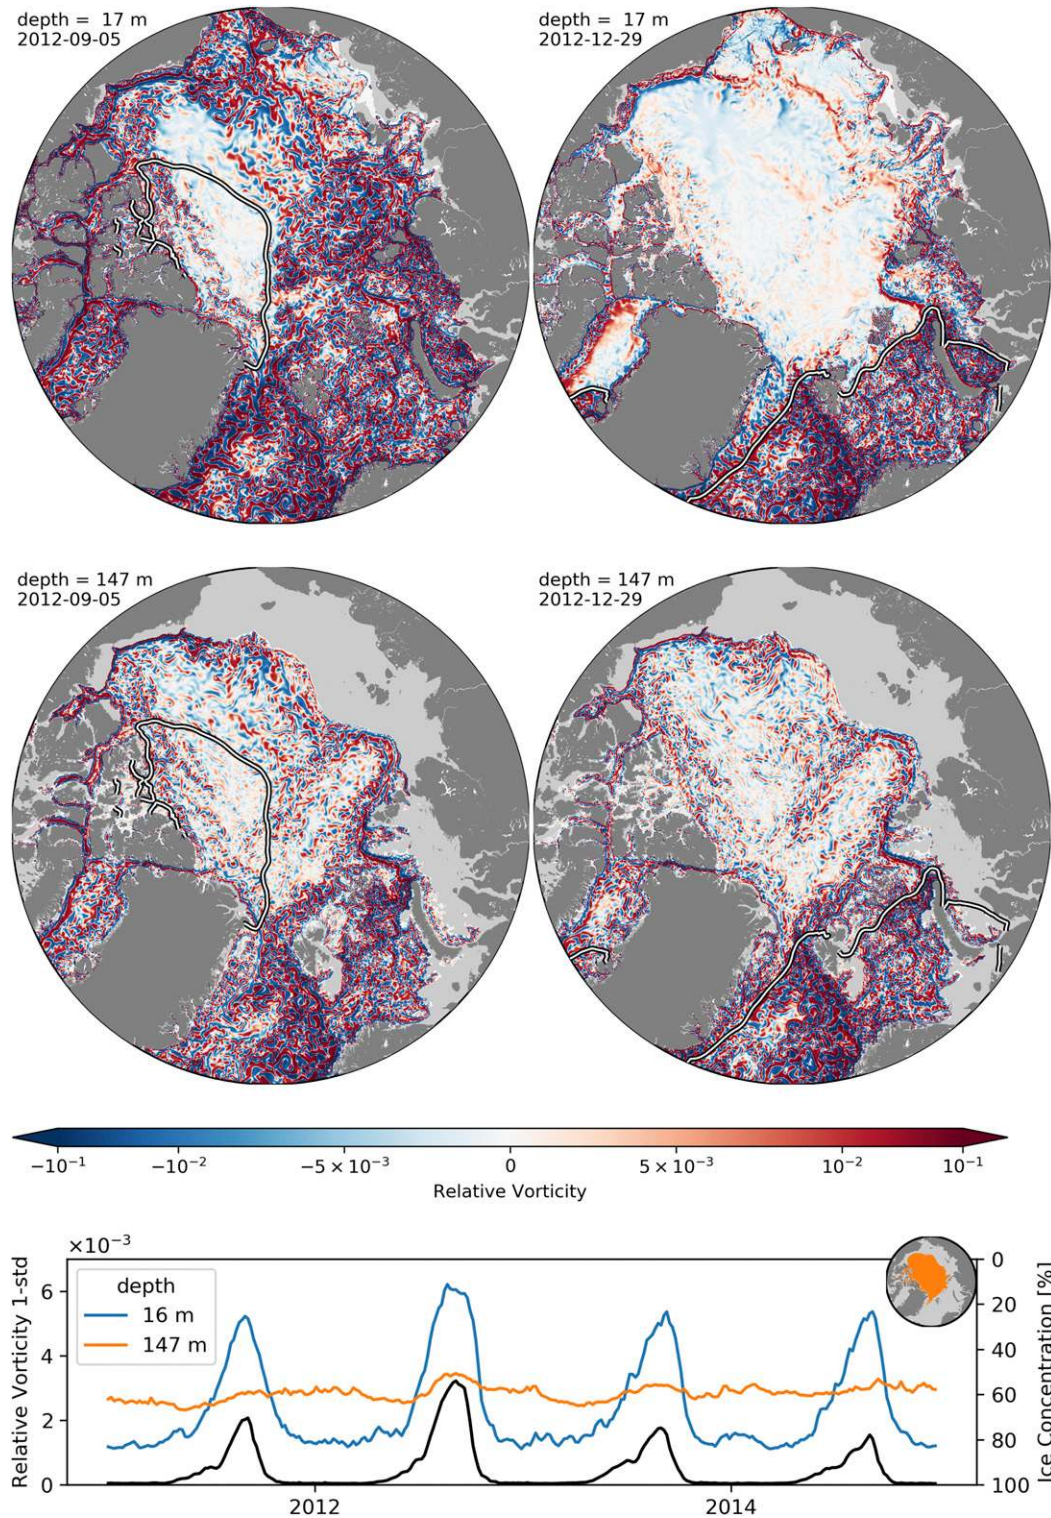 depth = 17 m
2012-09-05
depth = 17 m
2012-12-29
depth = 147 m
2012-09-05
depth = 147 m
2012-12-29
−10⁻¹ −10⁻² −5 × 10⁻³ 0 5 × 10⁻³ 10⁻² 10⁻¹
Relative Vorticity
×10⁻³
Relative Vorticity 1-std
6
4
2
0
depth
16 m
147 m
2012 2014
0
20
40
60
80
100
Ice Concentration [%]